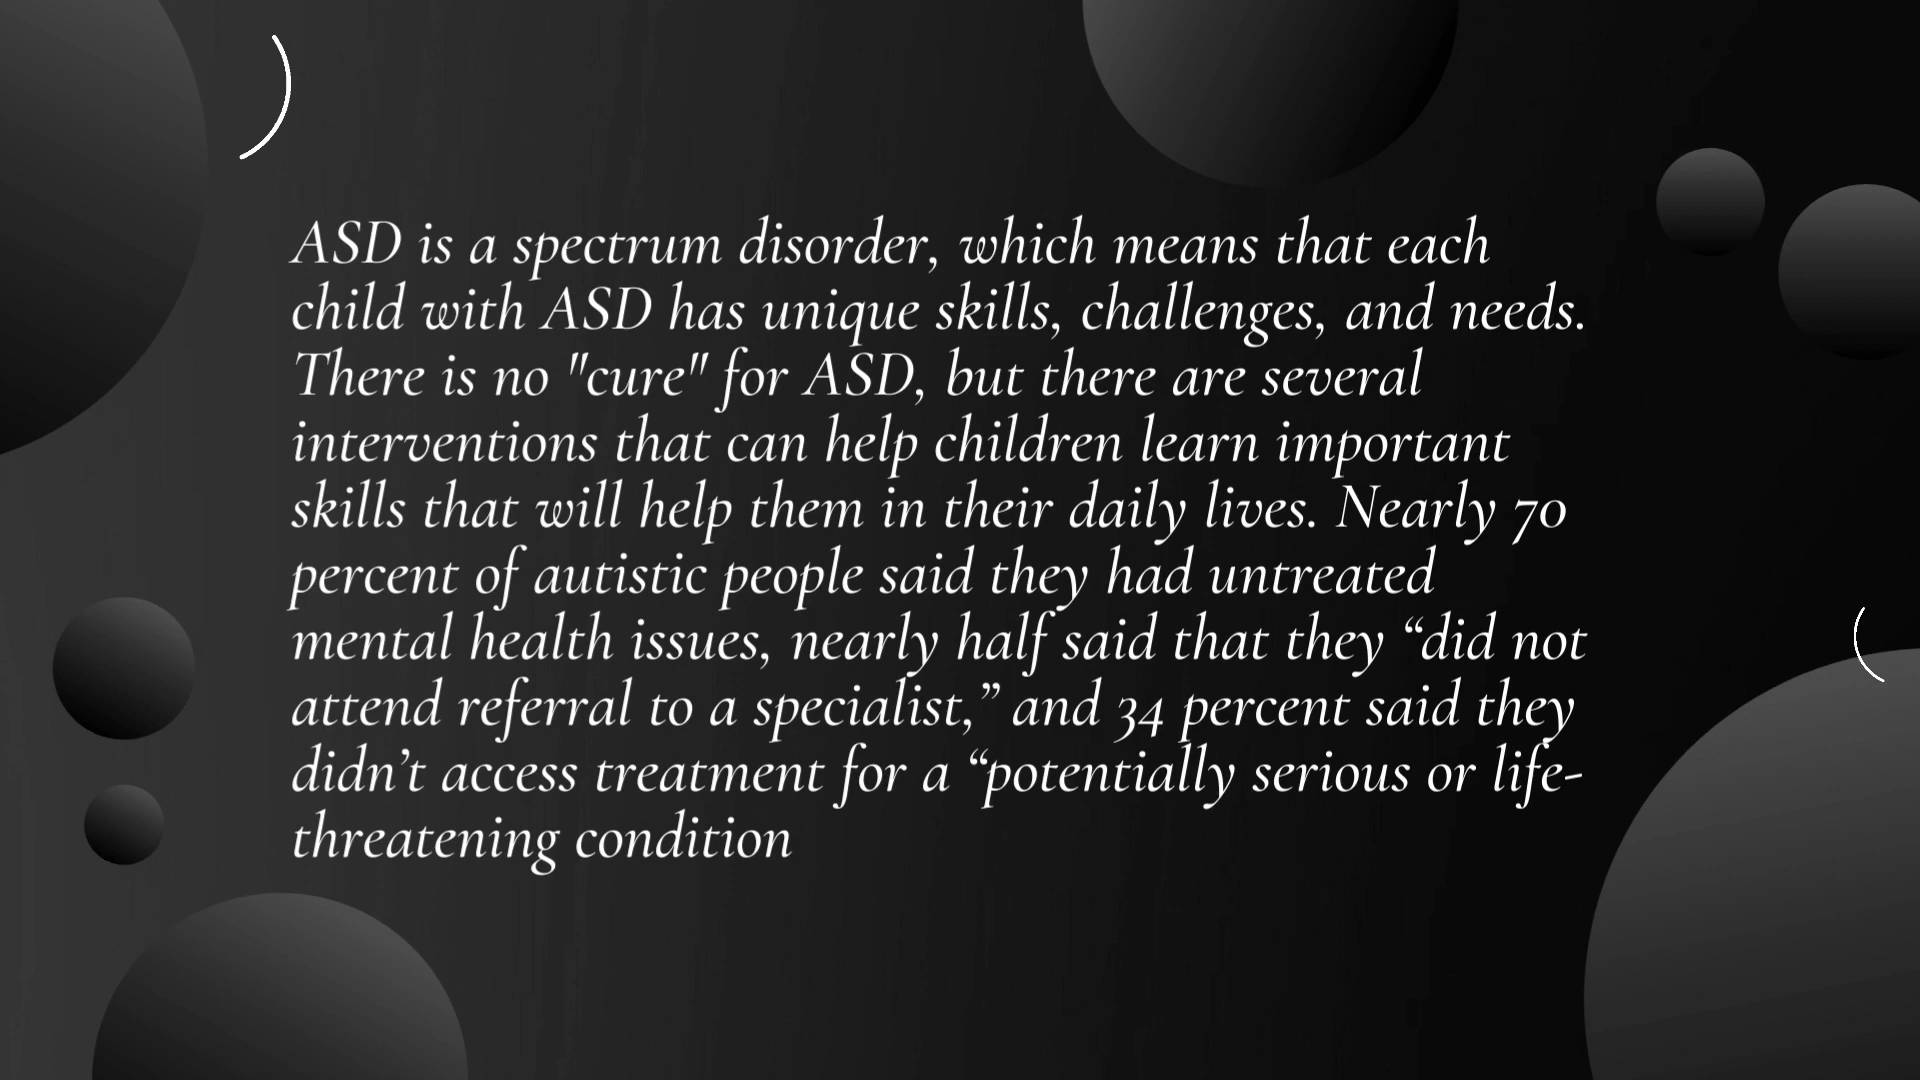 ASD is a spectrum disorder, which means that each
child with ASD has unique skills, challenges, and needs.
There is no "cure" for ASD, but there are several
interventions that can help children learn important
skills that will help them in their daily lives. Nearly 70
percent of autistic people said they had untreated
mental health issues, nearly half said that they “did not
attend referral to a specialist,” and 34 percent said they
didn’t access treatment for a “potentially serious or life-
threatening condition